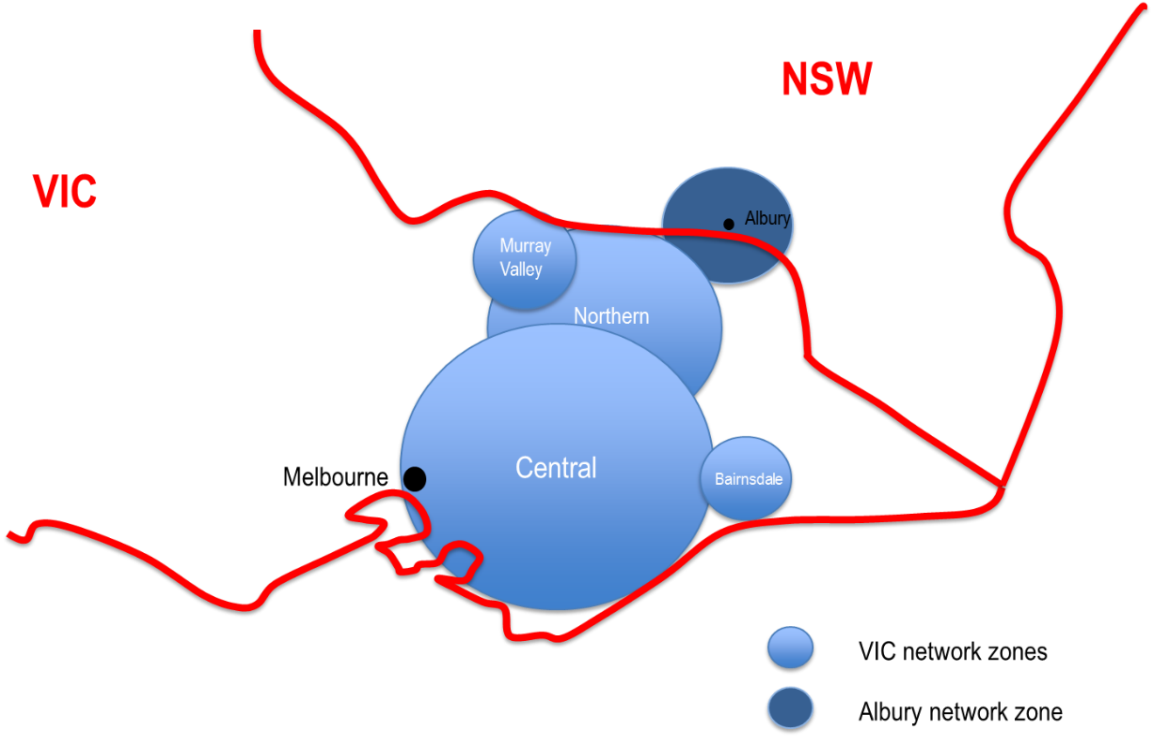 NSW
VIC
Albury
Murray
Valley
Northern
Central
Melbourne
Bairnsdale
VIC network zones
Albury network zone